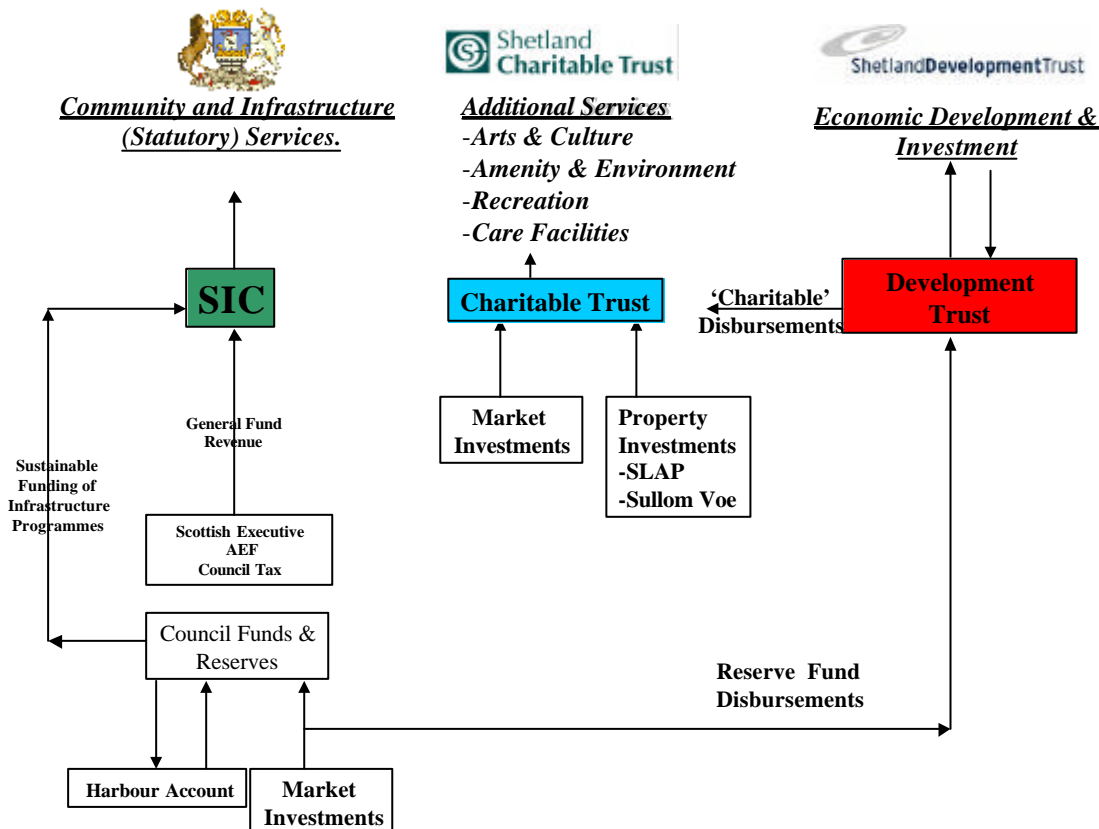 Shetland
Charitable Trust
ShetlandDevelopmentTrust
Community and Infrastructure
(Statutory) Services.
Additional Services
-Arts & Culture
-Amenity & Environment
-Recreation
-Care Facilities
Economic Development &
Investment
SIC
Charitable Trust
'Charitable'
Disbursements
Development
Trust
General Fund
Revenue
Market
Investments
Property
Investments
-SLAP
-Sullom Voe
Sustainable
Funding of
Infrastructure
Programmes
Scottish Executive
AEF
Council Tax
Council Funds &
Reserves
Reserve Fund
Disbursements
Harbour Account
Market
Investments